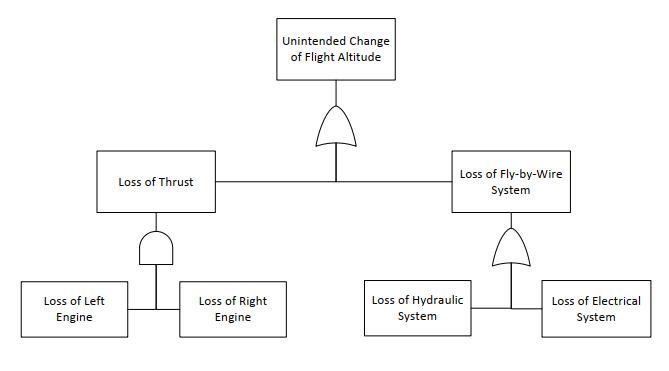 Unintended Change
of Flight Altitude
Loss of Thrust
Loss of Fly-by-Wire
System
Loss of Left
Engine
Loss of Right
Engine
Loss of Hydraulic
System
Loss of Electrical
System